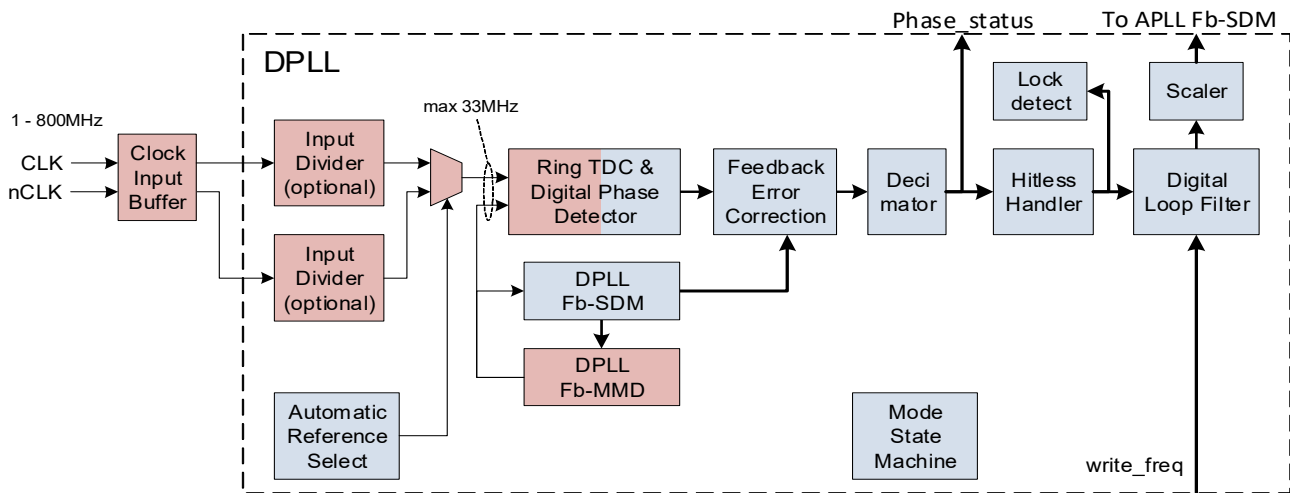 Phase_status
To APLL Fb-SDM
DPLL
1 - 800MHz
CLK
nCLK
Clock
Input
Buffer
Input
Divider
(optional)
Input
Divider
(optional)
max 33MHz
Ring TDC &
Digital Phase
Detector
Feedback
Error
Correction
Deci
mator
Lock
detect
Hitless
Handler
Scaler
Digital
Loop Filter
DPLL
Fb-SDM
DPLL
Fb-MMD
Automatic
Reference
Select
Mode
State
Machine
write_freq